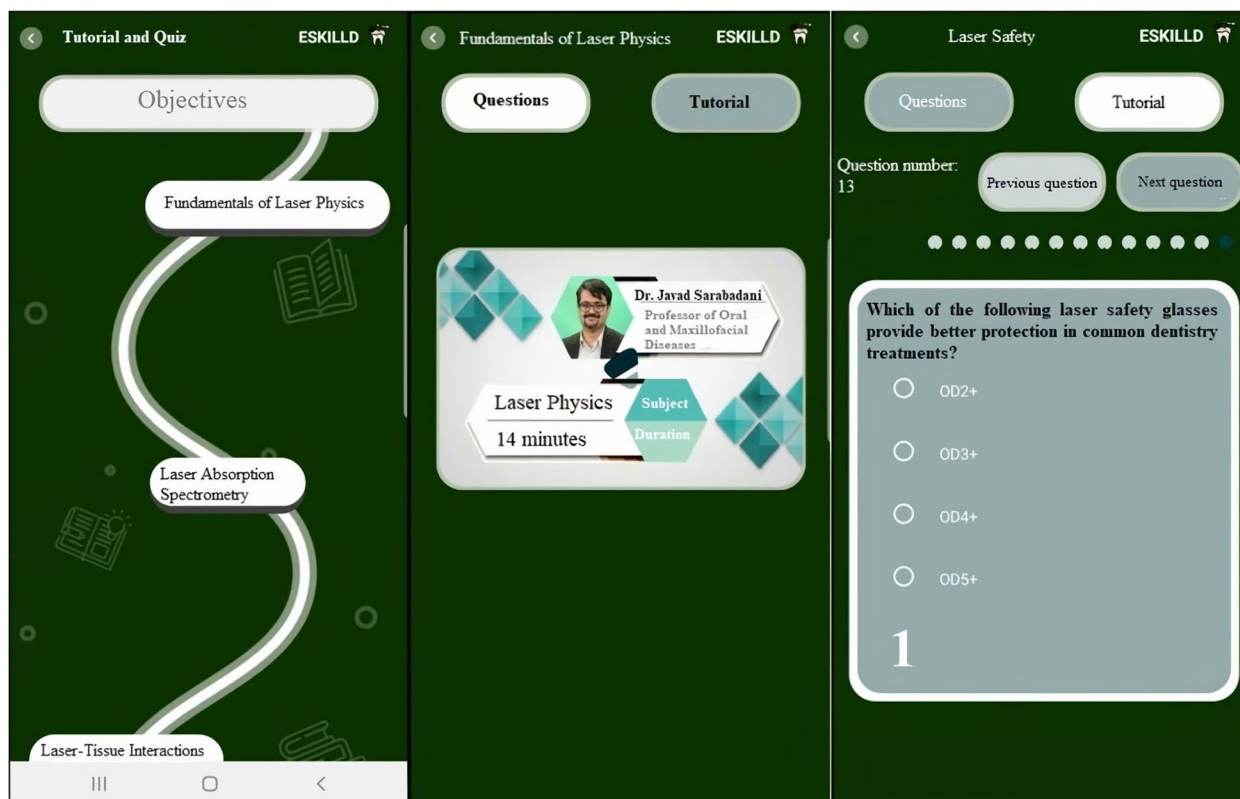 Tutorial and Quiz
ESKILLD
Objectives
Fundamentals of Laser Physics
Laser Absorption
Spectrometry
Laser-Tissue Interactions
Fundamentals of Laser Physics
ESKILLD
Questions
Tutorial
Dr. Javad Sarabadani
Professor of Oral
and Maxillofacial
Diseases
Laser Physics
Subject
14 minutes
Duration
Laser Safety
ESKILLD
Questions
Tutorial
Question number:
13
Previous question
Next question
Which of the following laser safety glasses
provide better protection in common dentistry
treatments?
OD2+
OD3+
OD4+
OD5+
1